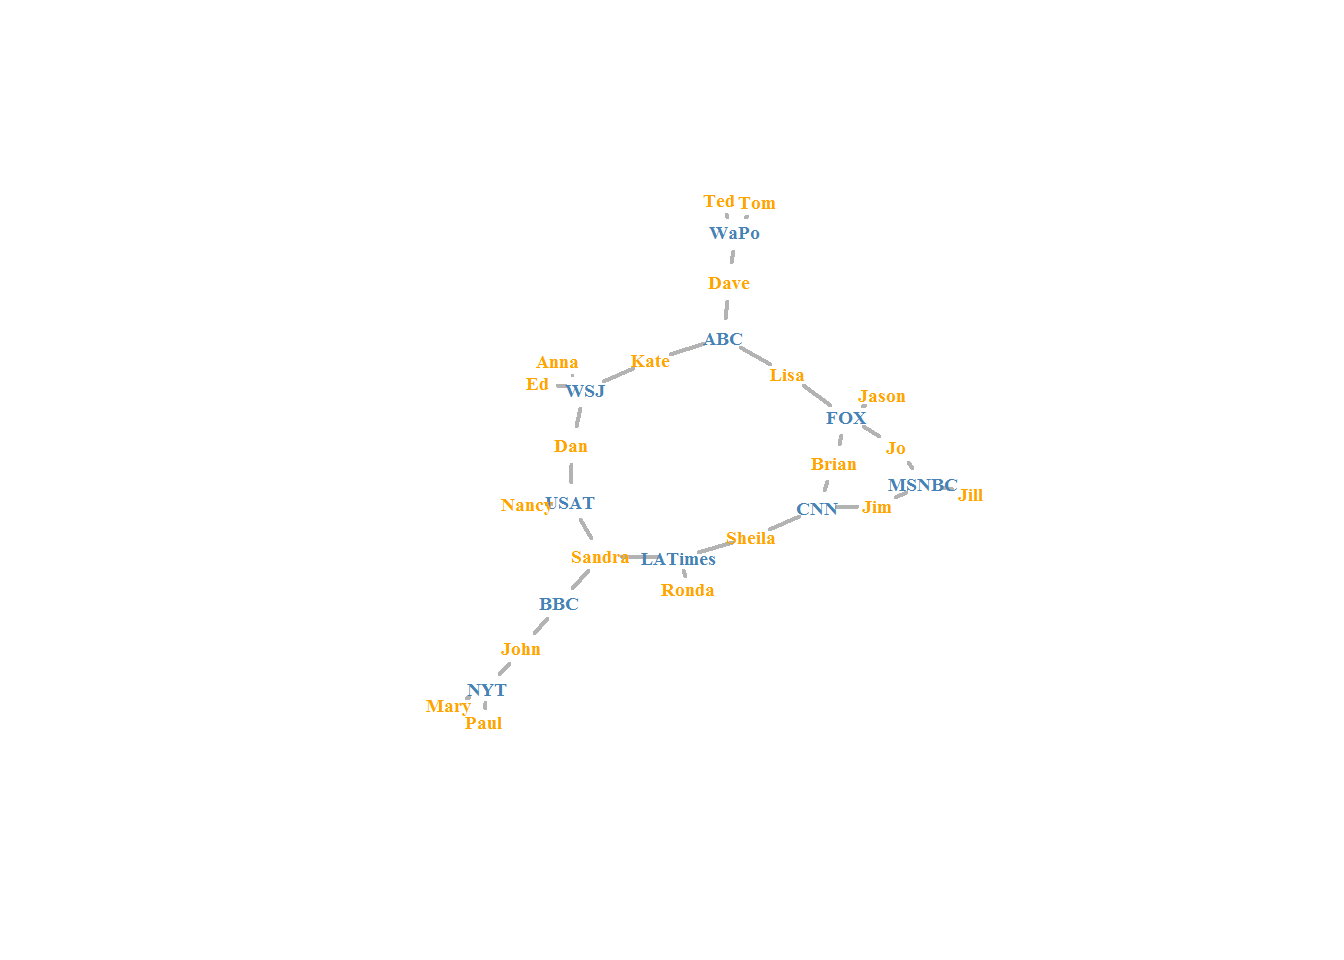 Ted
Tom
WaPo
Dave
ABC
Kate
Anna
Lisa
Ed
WSJ
Jason
FOX
Dan
Jo
Brian
MSNBC
Jill
Nancy
USAT
CNN
Jim
Sheila
Sandra
LATimes
Ronda
BBC
John
NYT
Mary
Paul